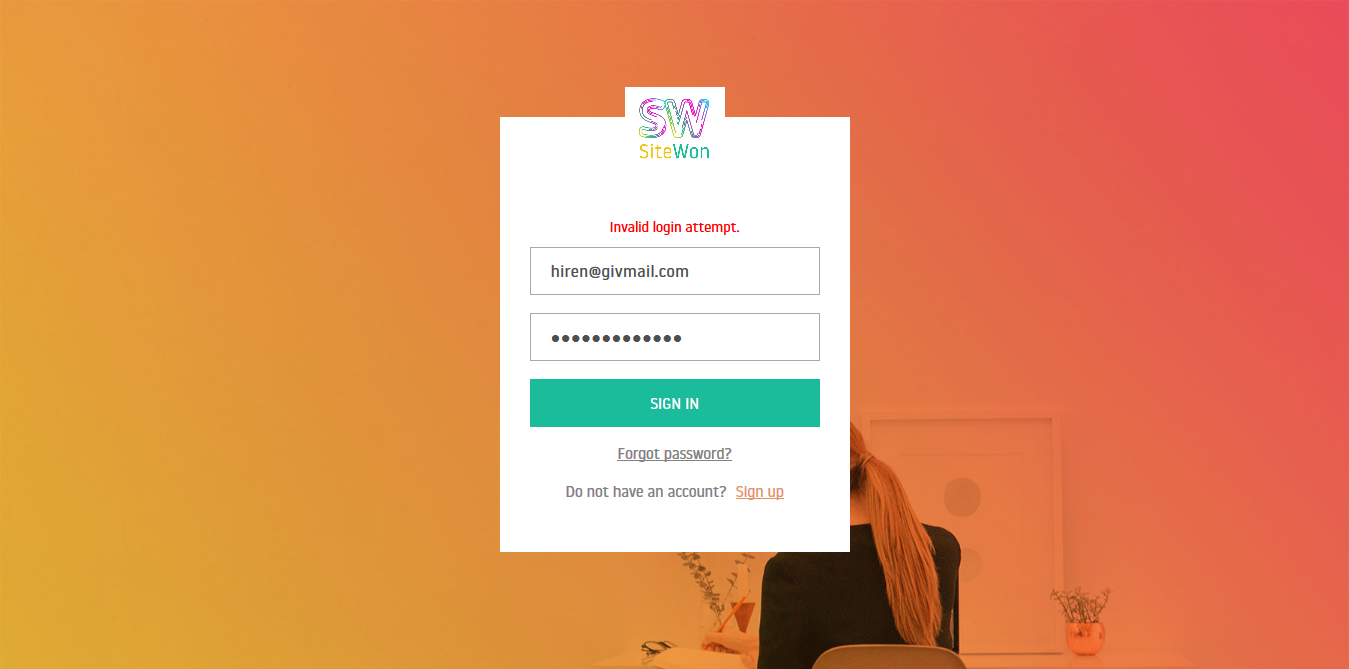 SW
SiteWon
Invalid login attempt.
hiren@givmail.com
●●●●●●●●●●●●●
SIGN IN
Forgot password?
Do not have an account? Sign up